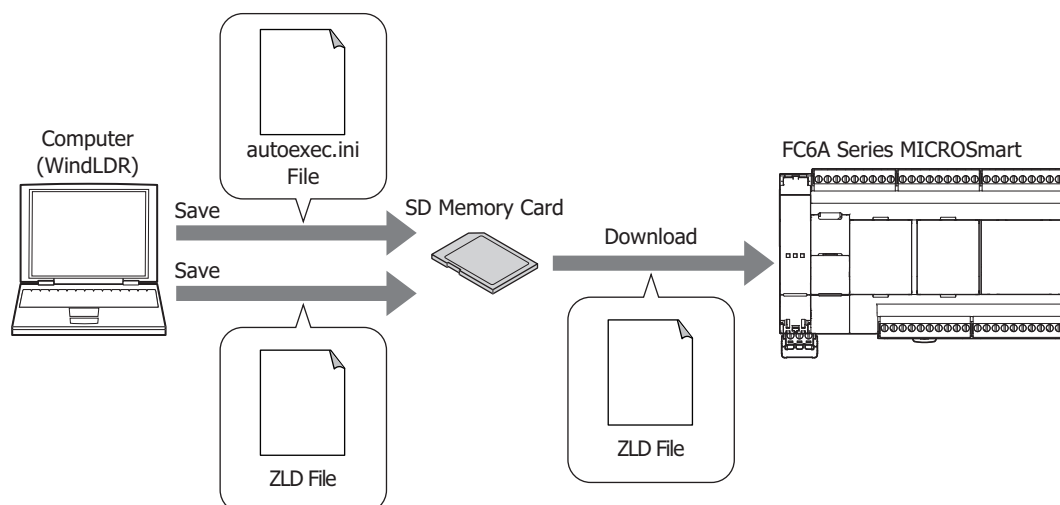 Computer
(WindLDR)
autoexec.ini
File
Save
Save
ZLD File
SD Memory Card
Download
ZLD File
FC6A Series MICROSmart